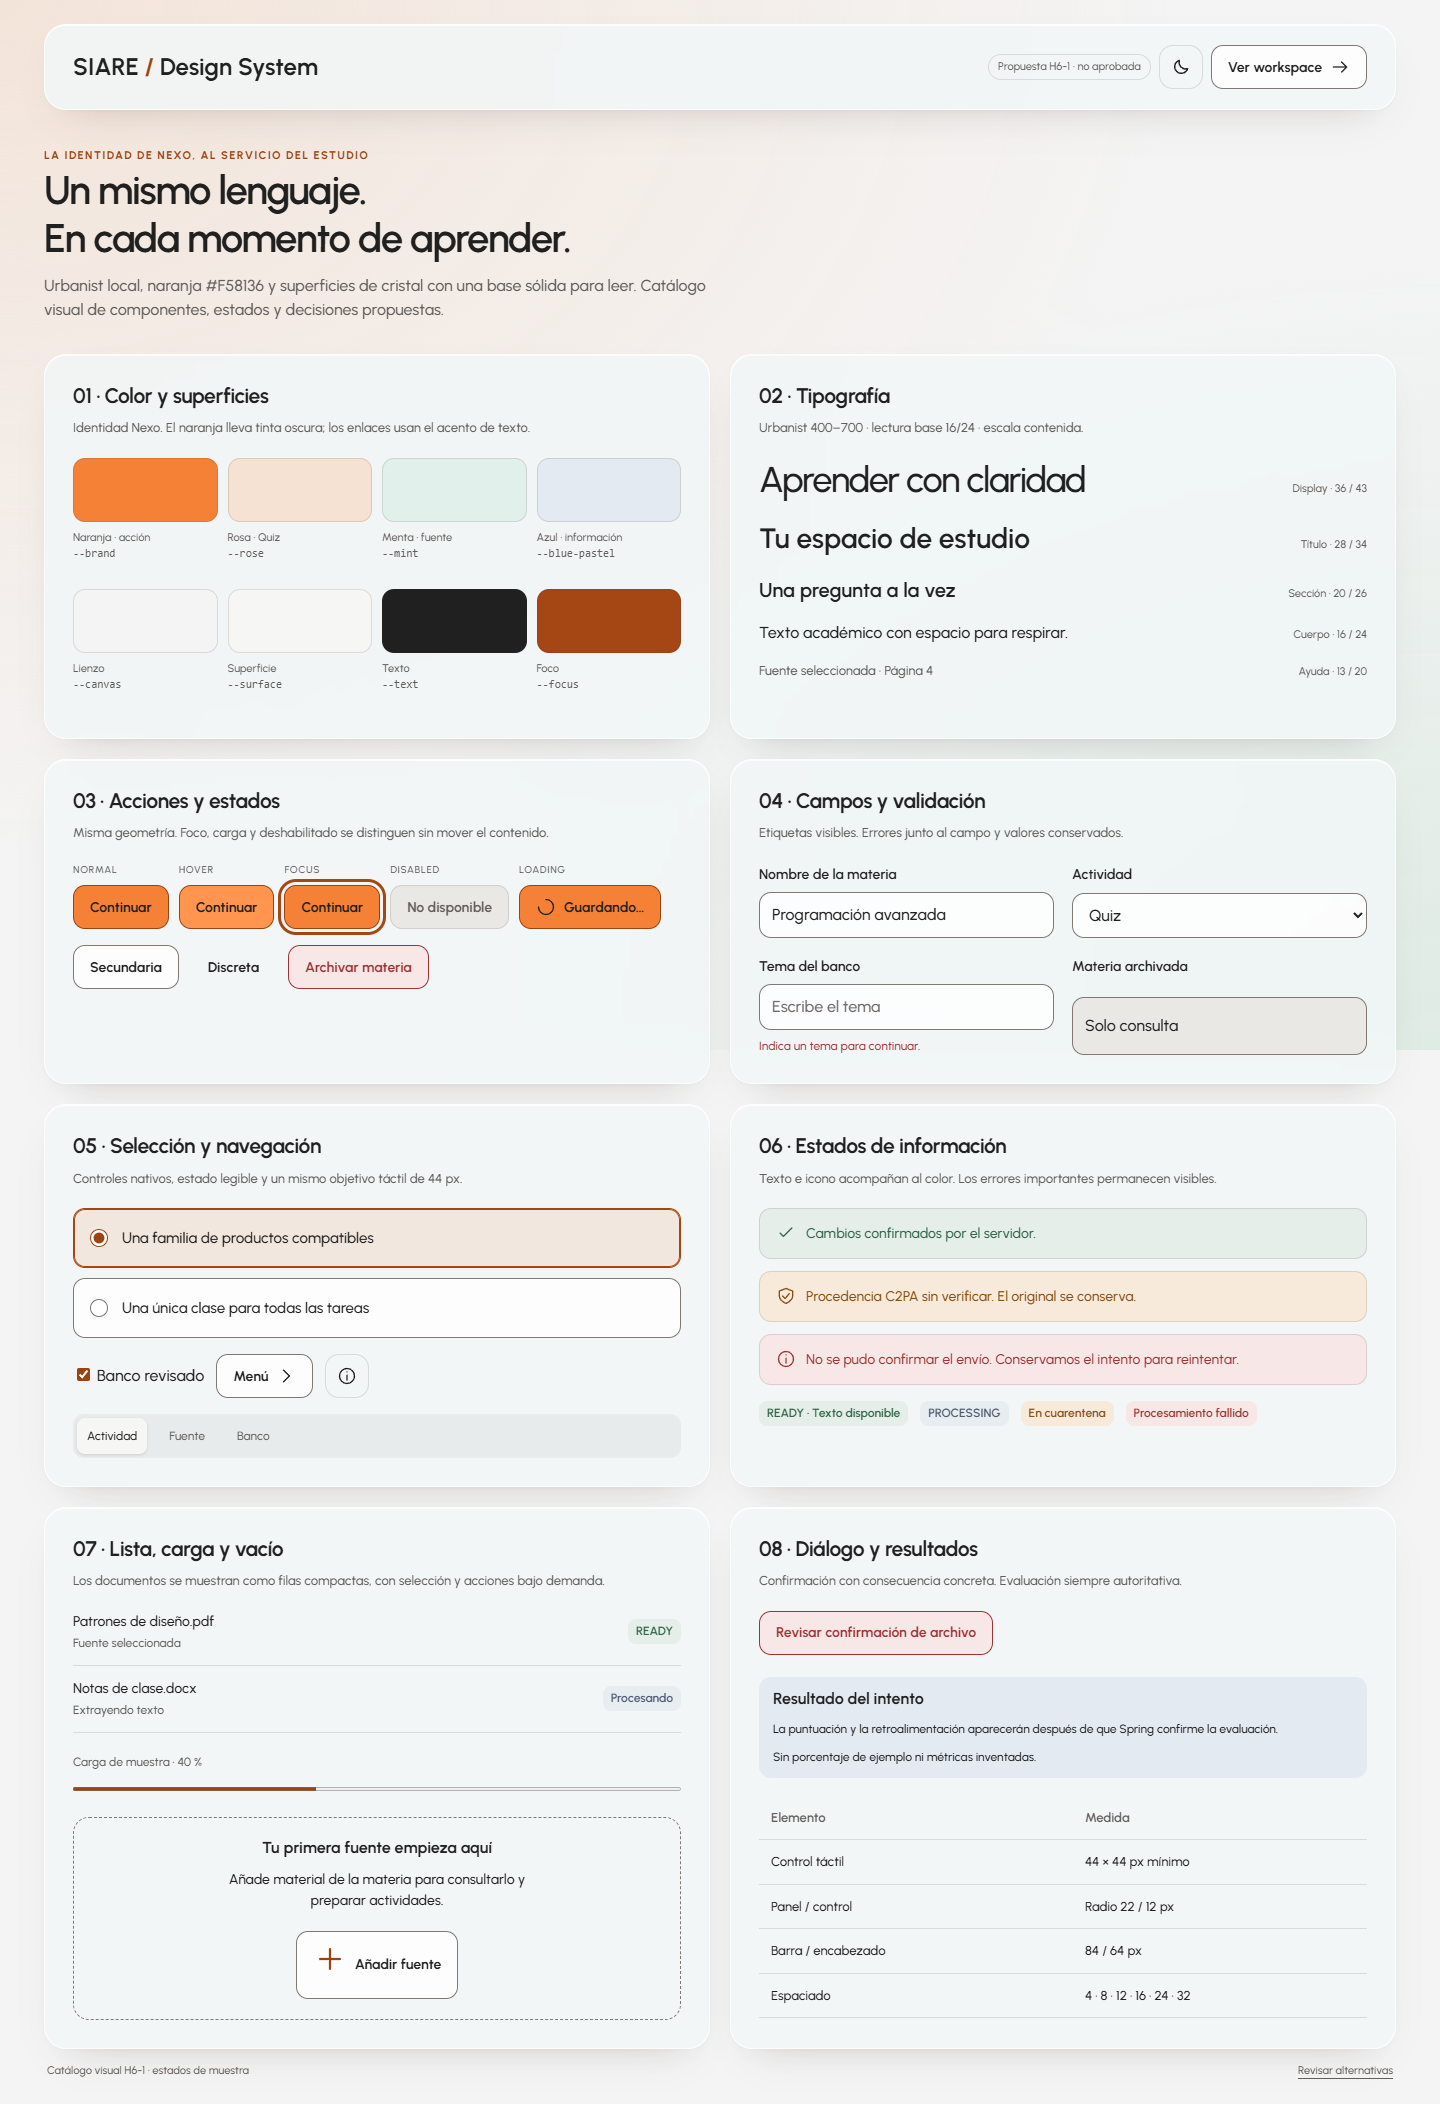 SIARE / Design System
Propuesta H6-1 · no aprobada
Ver workspace
LA IDENTIDAD DE NEXO, AL SERVICIO DEL ESTUDIO
Un mismo lenguaje.
En cada momento de aprender.
Urbanist local, naranja #F58136 y superficies de cristal con una base sólida para leer. Catálogo
visual de componentes, estados y decisiones propuestas.
01 · Color y superficies
Identidad Nexo. El naranja lleva tinta oscura; los enlaces usan el acento de texto.
Naranja · acción
--brand
Rosa · Quiz
--rose
Menta · fuente
--mint
Azul · información
--blue-pastel
Lienzo
--canvas
Superficie
--surface
Texto
--text
Foco
--focus
02 · Tipografía
Urbanist 400–700 · lectura base 16/24 · escala contenida.
Aprender con claridad
Display · 36 / 43
Tu espacio de estudio
Título · 28 / 34
Una pregunta a la vez
Sección · 20 / 26
Texto académico con espacio para respirar.
Cuerpo · 16 / 24
Fuente seleccionada · Página 4
Ayuda · 13 / 20
03 · Acciones y estados
Misma geometría. Foco, carga y deshabilitado se distinguen sin mover el contenido.
NORMAL
Continuar
HOVER
Continuar
FOCUS
Continuar
DISABLED
No disponible
LOADING
Guardando...
Secundaria
Discreta
Archivar materia
04 · Campos y validación
Etiquetas visibles. Errores junto al campo y valores conservados.
Nombre de la materia
Programación avanzada
Actividad
Quiz
Tema del banco
Escribe el tema
Indica un tema para continuar.
Materia archivada
Solo consulta
05 · Selección y navegación
Controles nativos, estado legible y un mismo objetivo táctil de 44 px.
Una familia de productos compatibles
Una única clase para todas las tareas
Banco revisado
Menú
Actividad
Fuente
Banco
06 · Estados de información
Texto e icono acompañan al color. Los errores importantes permanecen visibles.
Cambios confirmados por el servidor.
Procedencia C2PA sin verificar. El original se conserva.
No se pudo confirmar el envío. Conservamos el intento para reintentar.
READY · Texto disponible
PROCESSING
En cuarentena
Procesamiento fallido
07 · Lista, carga y vacío
Los documentos se muestran como filas compactas, con selección y acciones bajo demanda.
Patrones de diseño.pdf
Fuente seleccionada
READY
Notas de clase.docx
Extrayendo texto
Procesando
Carga de muestra · 40 %
Tu primera fuente empieza aquí
Añade material de la materia para consultarlo y
preparar actividades.
Añadir fuente
08 · Diálogo y resultados
Confirmación con consecuencia concreta. Evaluación siempre autoritativa.
Revisar confirmación de archivo
Resultado del intento
La puntuación y la retroalimentación aparecerán después de que Spring confirme la evaluación.
Sin porcentaje de ejemplo ni métricas inventadas.
Elemento
Medida
Control táctil
44 × 44 px mínimo
Panel / control
Radio 22 / 12 px
Barra / encabezado
84 / 64 px
Espaciado
4 · 8 · 12 · 16 · 24 · 32
Catálogo visual H6-1 · estados de muestra
Revisar alternativas